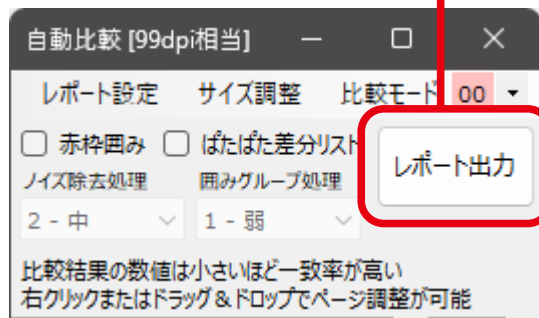 自動比較 [99dpi相当]
レポート設定 サイズ調整 比較モード 00
赤枠囲み ぱたぱた差分リスト
レポート出力
ノイズ除去処理 囲みグループ処理
2 - 中 1 - 弱
比較結果の数値は小さいほど一致率が高い
右クリックまたはドラッグ＆ドロップでページ調整が可能